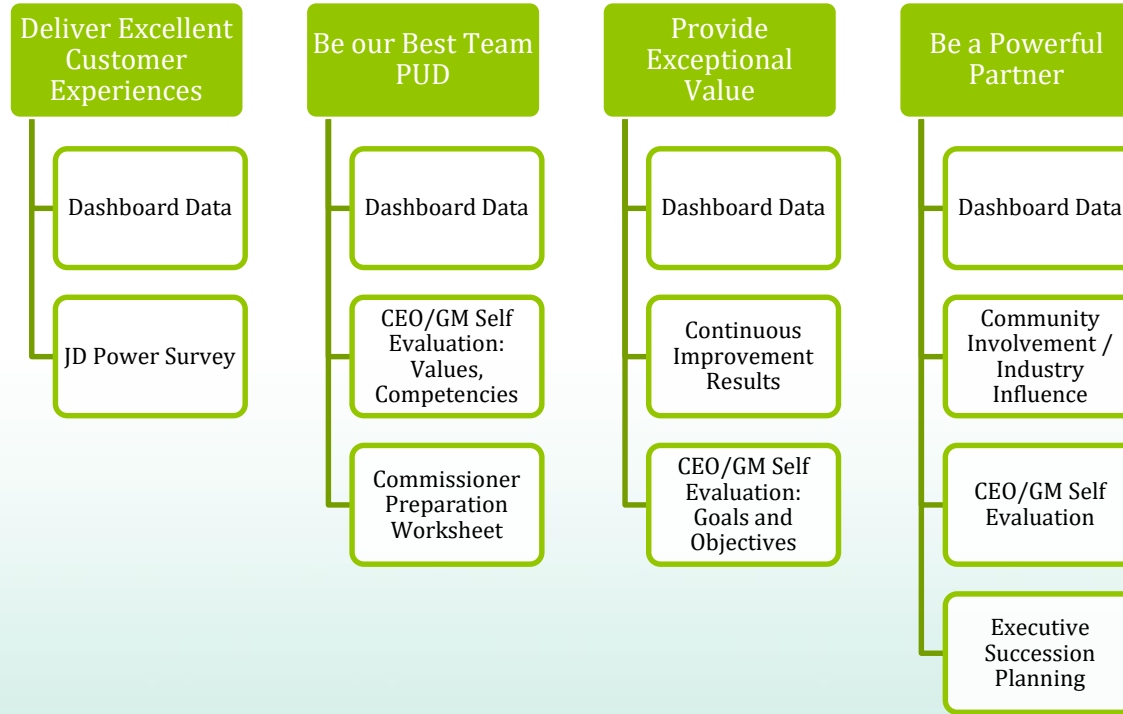 Deliver Excellent
Customer
Experiences
Dashboard Data
JD Power Survey
Be our Best Team
PUD
Dashboard Data
CEO/GM Self
Evaluation:
Values,
Competencies
Commissioner
Preparation
Worksheet
Provide
Exceptional
Value
Dashboard Data
Continuous
Improvement
Results
CEO/GM Self
Evaluation:
Goals and
Objectives
Be a Powerful
Partner
Dashboard Data
Community
Involvement /
Industry
Influence
CEO/GM Self
Evaluation
Executive
Succession
Planning